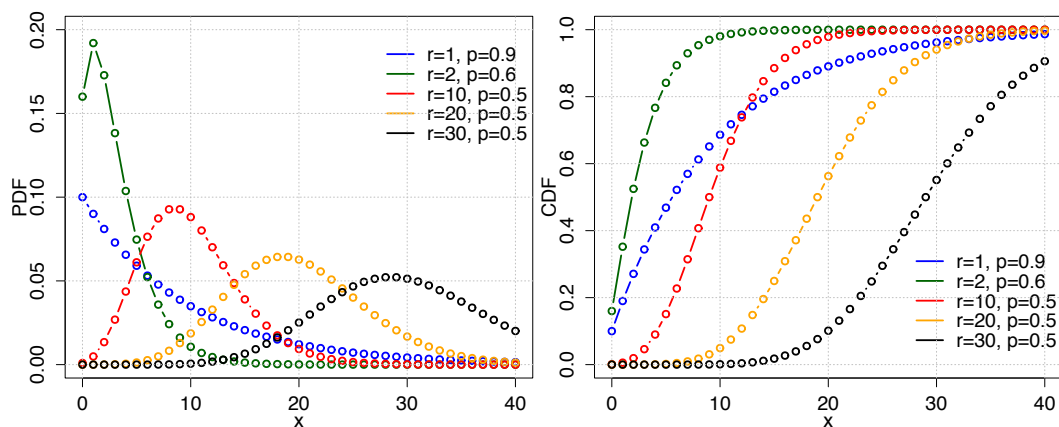 0.20
0.15
0.10
0.05
0.00
PDF
r=1, p=0.9
r=2, p=0.6
r=10, p=0.5
r=20, p=0.5
r=30, p=0.5
0 10 20 30 40
x
1.0
0.8
0.6
0.4
0.2
0.0
CDF
r=1, p=0.9
r=2, p=0.6
r=10, p=0.5
r=20, p=0.5
r=30, p=0.5
0 10 20 30 40
x